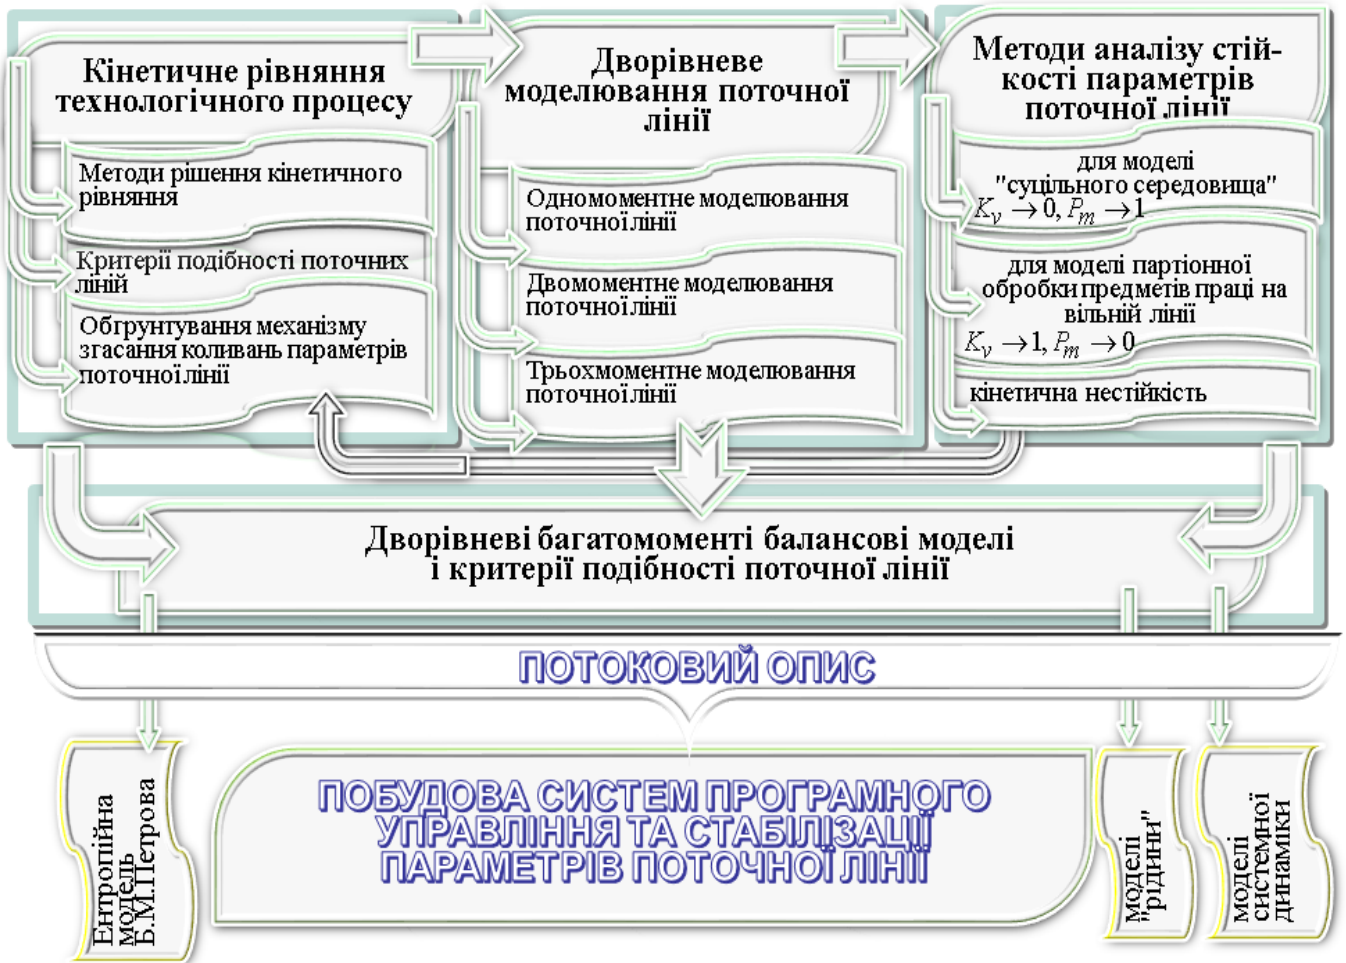 Кінетичне рівняння
технологічного процесу
Методи рішення кінетичного
рівняння
Критерії подібності поточних
ліній
Обгрунтування механізму
згасання коливань параметрів
поточної лінії
Дворівневе
моделювання поточної
лінії
Одномоментне моделювання
поточної лінії
Двомоментне моделювання
поточної лінії
Трьохмоментне моделювання
поточної лінії
Методи аналізу стій-
кості параметрів
поточної лінії
для моделі
"суцільного середовища"
K_v → 0, P_m → 1
для моделі партіонної
обробки предметів праці на
вільній лінії
K_v → 1, P_m → 0
кінетична нестійкість
Дворівневі багатомоменті балансові моделі
і критерії подібності поточної лінії
ПОТОКОВИЙ ОПИС
Ентропійна
модель
Б.М.Петрова
ПОБУДОВА СИСТЕМ ПРОГРАМНОГО
УПРАВЛІННЯ ТА СТАБІЛІЗАЦІЇ
ПАРАМЕТРІВ ПОТОЧНОЇ ЛІНІЇ
моделі
"рідини"
моделі
системної
динаміки